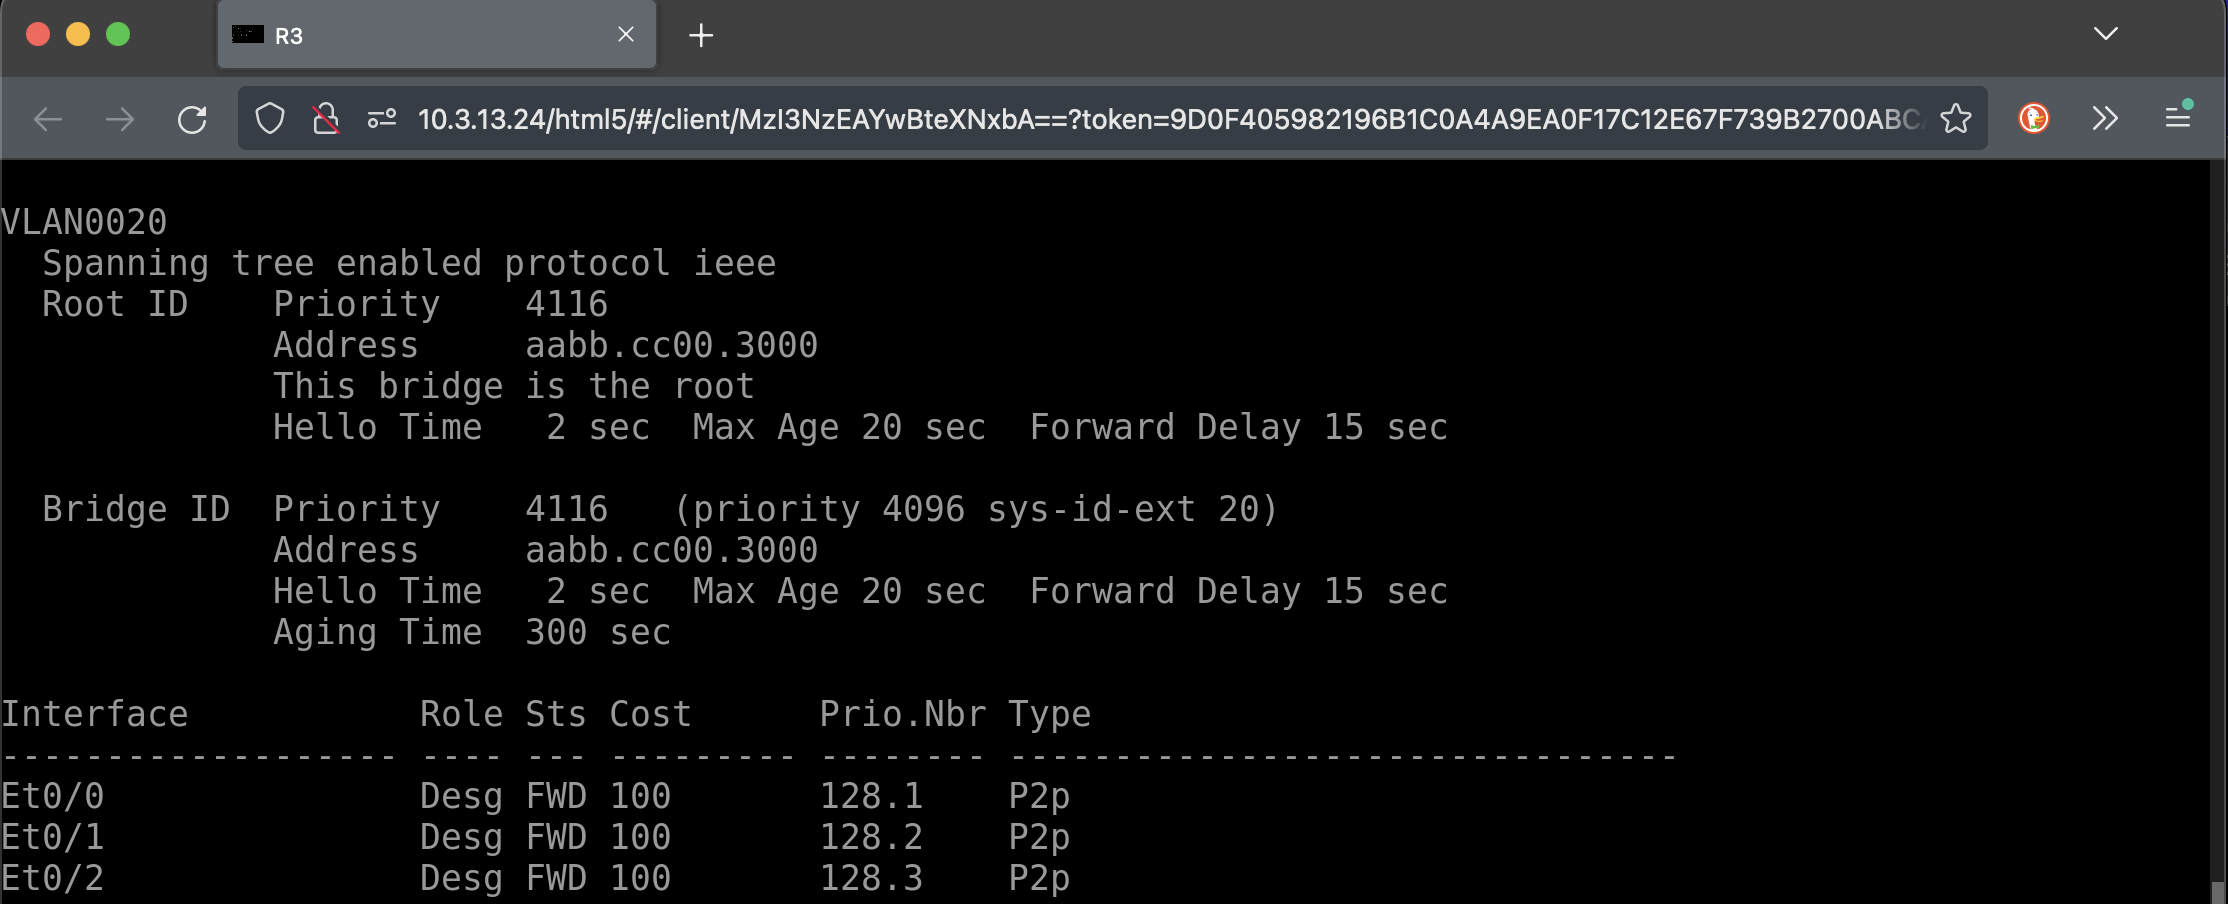 R3
10.3.13.24/html5/#/client/MzI3NzEAYwBteXNxbA==?token=9D0F405982196B1C0A4A9EA0F17C12E67F739B2700ABC
VLAN0020
  Spanning tree enabled protocol ieee
  Root ID    Priority    4116
             Address     aabb.cc00.3000
             This bridge is the root
             Hello Time   2 sec  Max Age 20 sec  Forward Delay 15 sec
  Bridge ID  Priority    4116   (priority 4096 sys-id-ext 20)
             Address     aabb.cc00.3000
             Hello Time   2 sec  Max Age 20 sec  Forward Delay 15 sec
             Aging Time  300 sec
Interface           Role Sts Cost      Prio.Nbr Type
------------------- ---- --- --------- -------- --------------------------------
Et0/0               Desg FWD 100       128.1    P2p
Et0/1               Desg FWD 100       128.2    P2p
Et0/2               Desg FWD 100       128.3    P2p